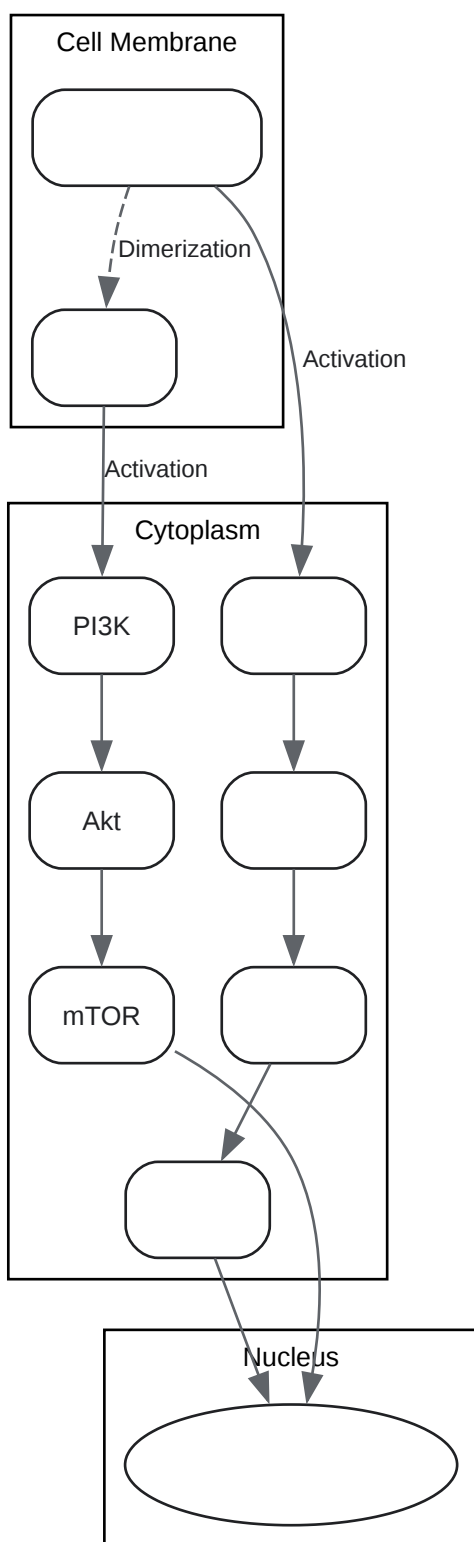 Cell Membrane
Dimerization
Activation
Activation
Cytoplasm
PI3K
Akt
mTOR
Nucleus